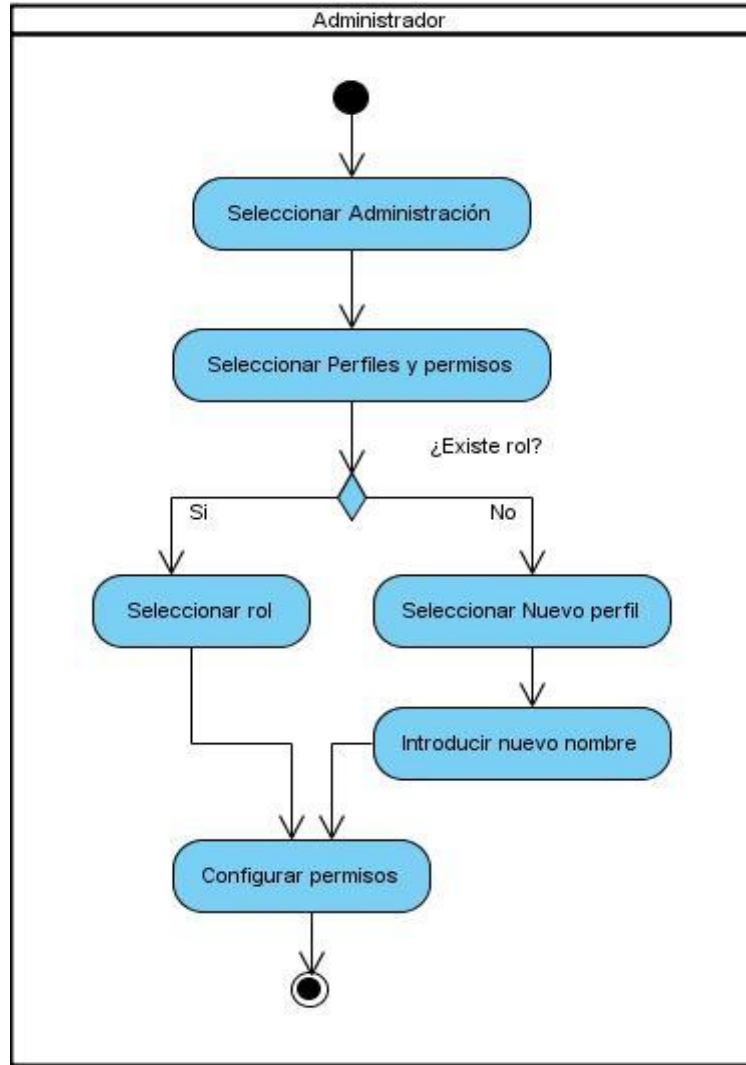 Administrador
Seleccionar Administración
Seleccionar Perfiles y permisos
¿Existe rol?
Si
No
Seleccionar rol
Seleccionar Nuevo perfil
Introducir nuevo nombre
Configurar permisos